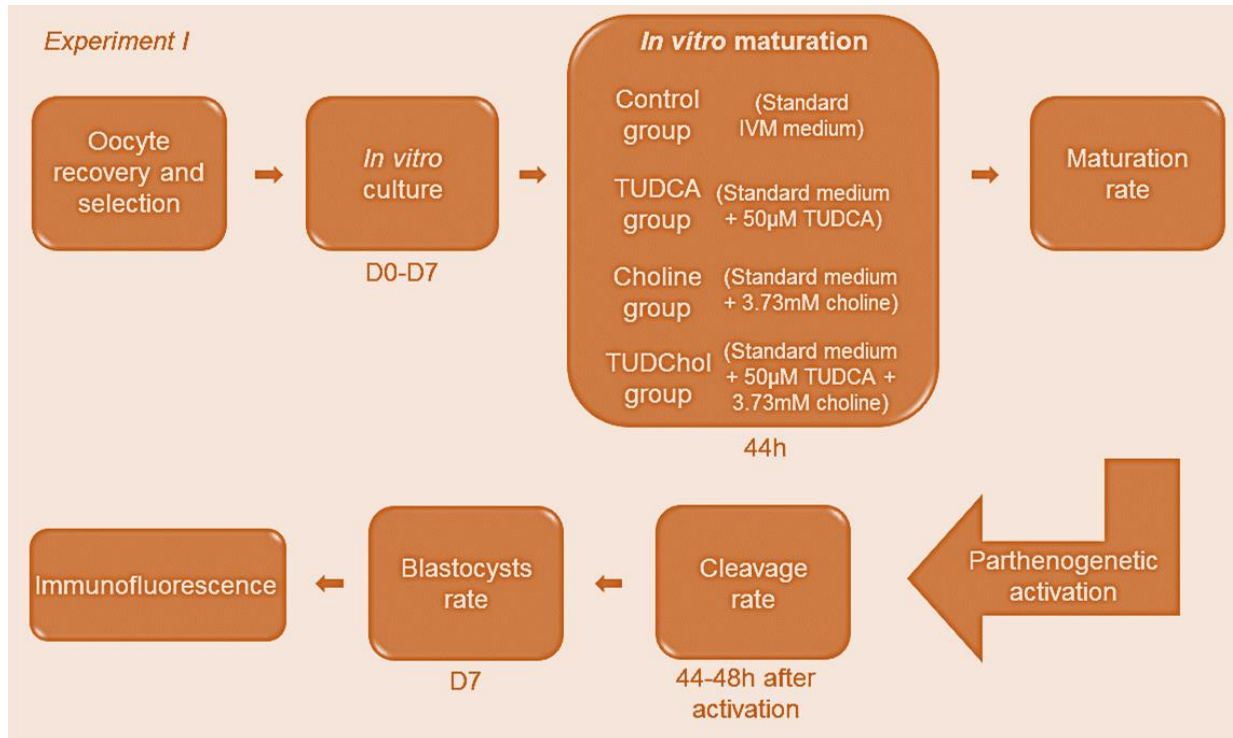 Experiment I
Oocyte
recovery and
selection
In vitro
culture
D0-D7
In vitro maturation
Control
group
(Standard
IVM medium)
TUDCA
group
(Standard medium
+ 50µM TUDCA)
Choline
group
(Standard medium
+ 3.73mM choline)
TUDChol
group
(Standard medium
+ 50µM TUDCA +
3.73mM choline)
44h
Maturation
rate
Parthenogenetic
activation
Cleavage
rate
44-48h after
activation
Blastocysts
rate
D7
Immunofluorescence